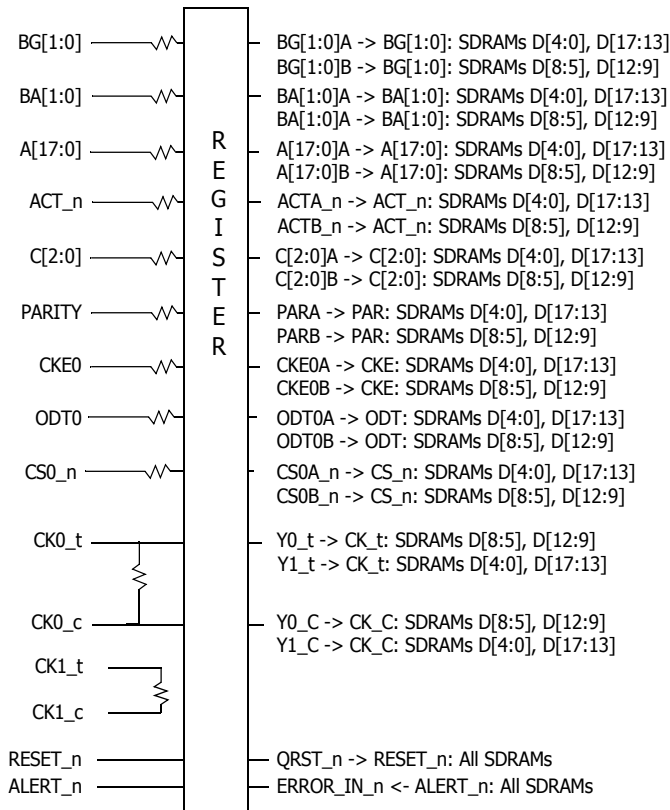 BG[1:0]
BG[1:0]A -> BG[1:0]: SDRAMs D[4:0], D[17:13]
BG[1:0]B -> BG[1:0]: SDRAMs D[8:5], D[12:9]
BA[1:0]
BA[1:0]A -> BA[1:0]: SDRAMs D[4:0], D[17:13]
BA[1:0]B -> BA[1:0]: SDRAMs D[8:5], D[12:9]
A[17:0]
A[17:0]A -> A[17:0]: SDRAMs D[4:0], D[17:13]
A[17:0]B -> A[17:0]: SDRAMs D[8:5], D[12:9]
ACT_n
ACTA_n -> ACT_n: SDRAMs D[4:0], D[17:13]
ACTB_n -> ACT_n: SDRAMs D[8:5], D[12:9]
C[2:0]
C[2:0]A -> C[2:0]: SDRAMs D[4:0], D[17:13]
C[2:0]B -> C[2:0]: SDRAMs D[8:5], D[12:9]
PARITY
PARA -> PAR: SDRAMs D[4:0], D[17:13]
PARB -> PAR: SDRAMs D[8:5], D[12:9]
CKE0
CKE0A -> CKE: SDRAMs D[4:0], D[17:13]
CKE0B -> CKE: SDRAMs D[8:5], D[12:9]
ODT0
ODT0A -> ODT: SDRAMs D[4:0], D[17:13]
ODT0B -> ODT: SDRAMs D[8:5], D[12:9]
CS0_n
CS0A_n -> CS_n: SDRAMs D[4:0], D[17:13]
CS0B_n -> CS_n: SDRAMs D[8:5], D[12:9]
CK0_t
Y0_t -> CK_t: SDRAMs D[8:5], D[12:9]
Y1_t -> CK_t: SDRAMs D[4:0], D[17:13]
CK0_c
Y0_C -> CK_C: SDRAMs D[8:5], D[12:9]
Y1_C -> CK_C: SDRAMs D[4:0], D[17:13]
CK1_t
CK1_c
RESET_n
QRST_n -> RESET_n: All SDRAMs
ALERT_n
ERROR_IN_n <- ALERT_n: All SDRAMs
REGISTER